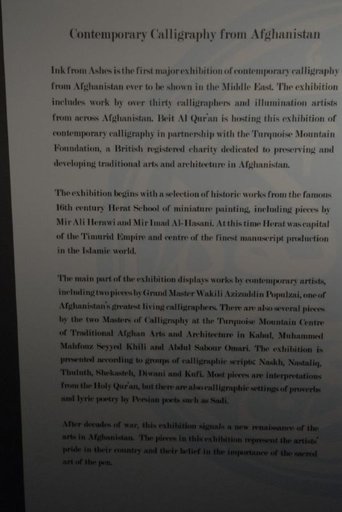 Contemporary Calligraphy from Afghanistan
Ink from Ashes is the first major exhibition of contemporary calligraphy
from Afghanistan ever to be shown in the Middle East. The exhibition
includes work by over thirty calligraphers and illumination artists
from across Afghanistan. Beit Al Qur'an is hosting this exhibition of
contemporary calligraphy in partnership with the Turquoise Mountain
Foundation, a British registered charity dedicated to preserving and
developing traditional arts and architecture in Afghanistan.
The exhibition begins with a selection of historic works from the famous
16th century Herat School of miniature painting, including pieces by
Mir Ali Herawi and Mir Imad Al-Hasani. At this time Herat was capital
of the Timurid Empire and centre of the finest manuscript production
in the Islamic world.
The main part of the exhibition displays works by contemporary artists,
including two pieces by Grand Master Wakili Azizuddin Populzai, one of
Afghanistan's greatest living calligraphers. There are also several pieces
by the two Masters of Calligraphy at the Turquoise Mountain Centre
of Traditional Afghan Arts and Architecture in Kabul, Muhammed
Mahfouz Seyyed Khili and Abdul Sabour Omari. The exhibition is
presented according to groups of calligraphic scripts: Naskh, Nastaliq,
Thuluth, Shekasteh, Diwani and Kufi. Most pieces are interpretations
from the Holy Qur'an, but there are also calligraphic settings of proverbs
and lyric poetry by Persian poets such as Sadi.
After decades of war, this exhibition signals a new renaissance of the
arts in Afghanistan. The pieces in this exhibition represent the artists'
pride in their country and their belief in the importance of the sacred
art of the pen.